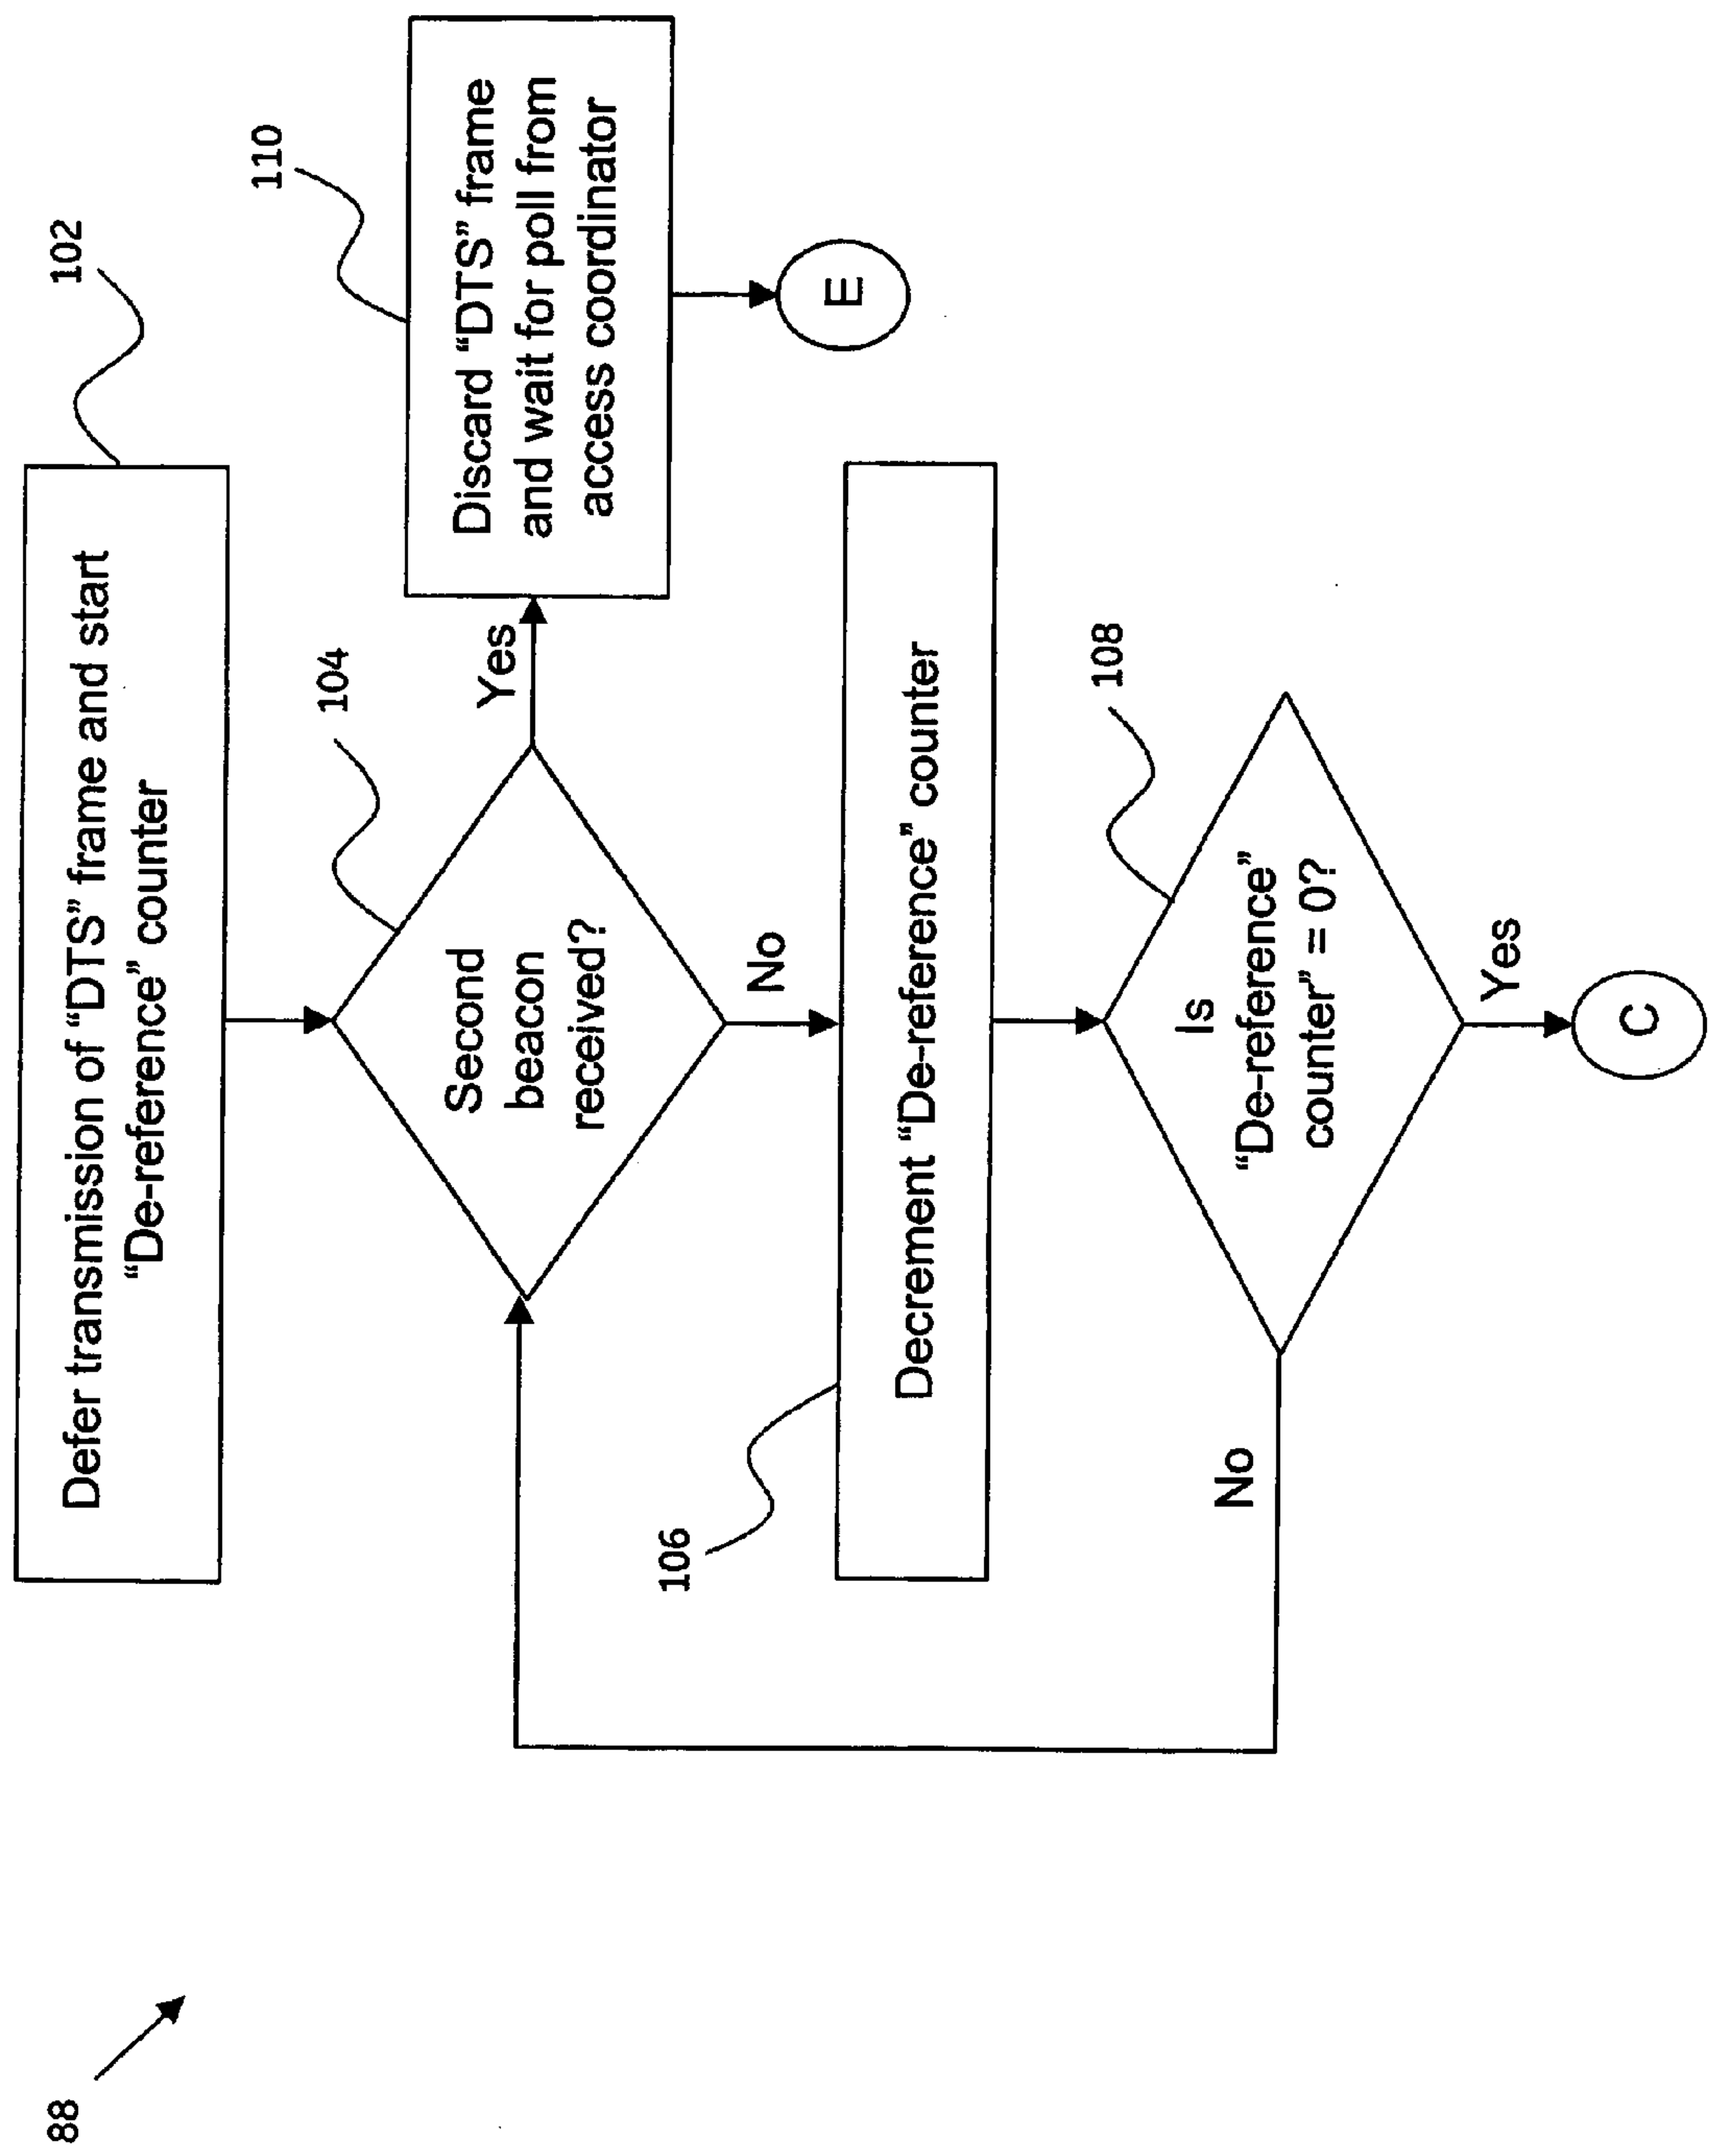 88
102
Defer transmission of “DTS” frame and start
“De-reference” counter
104
Second
beacon
received?
Yes
110
Discard “DTS” frame
and wait for poll from
access coordinator
E
No
106
Decrement “De-reference” counter
108
Is
“De-reference”
counter” = 0?
No
Yes
C